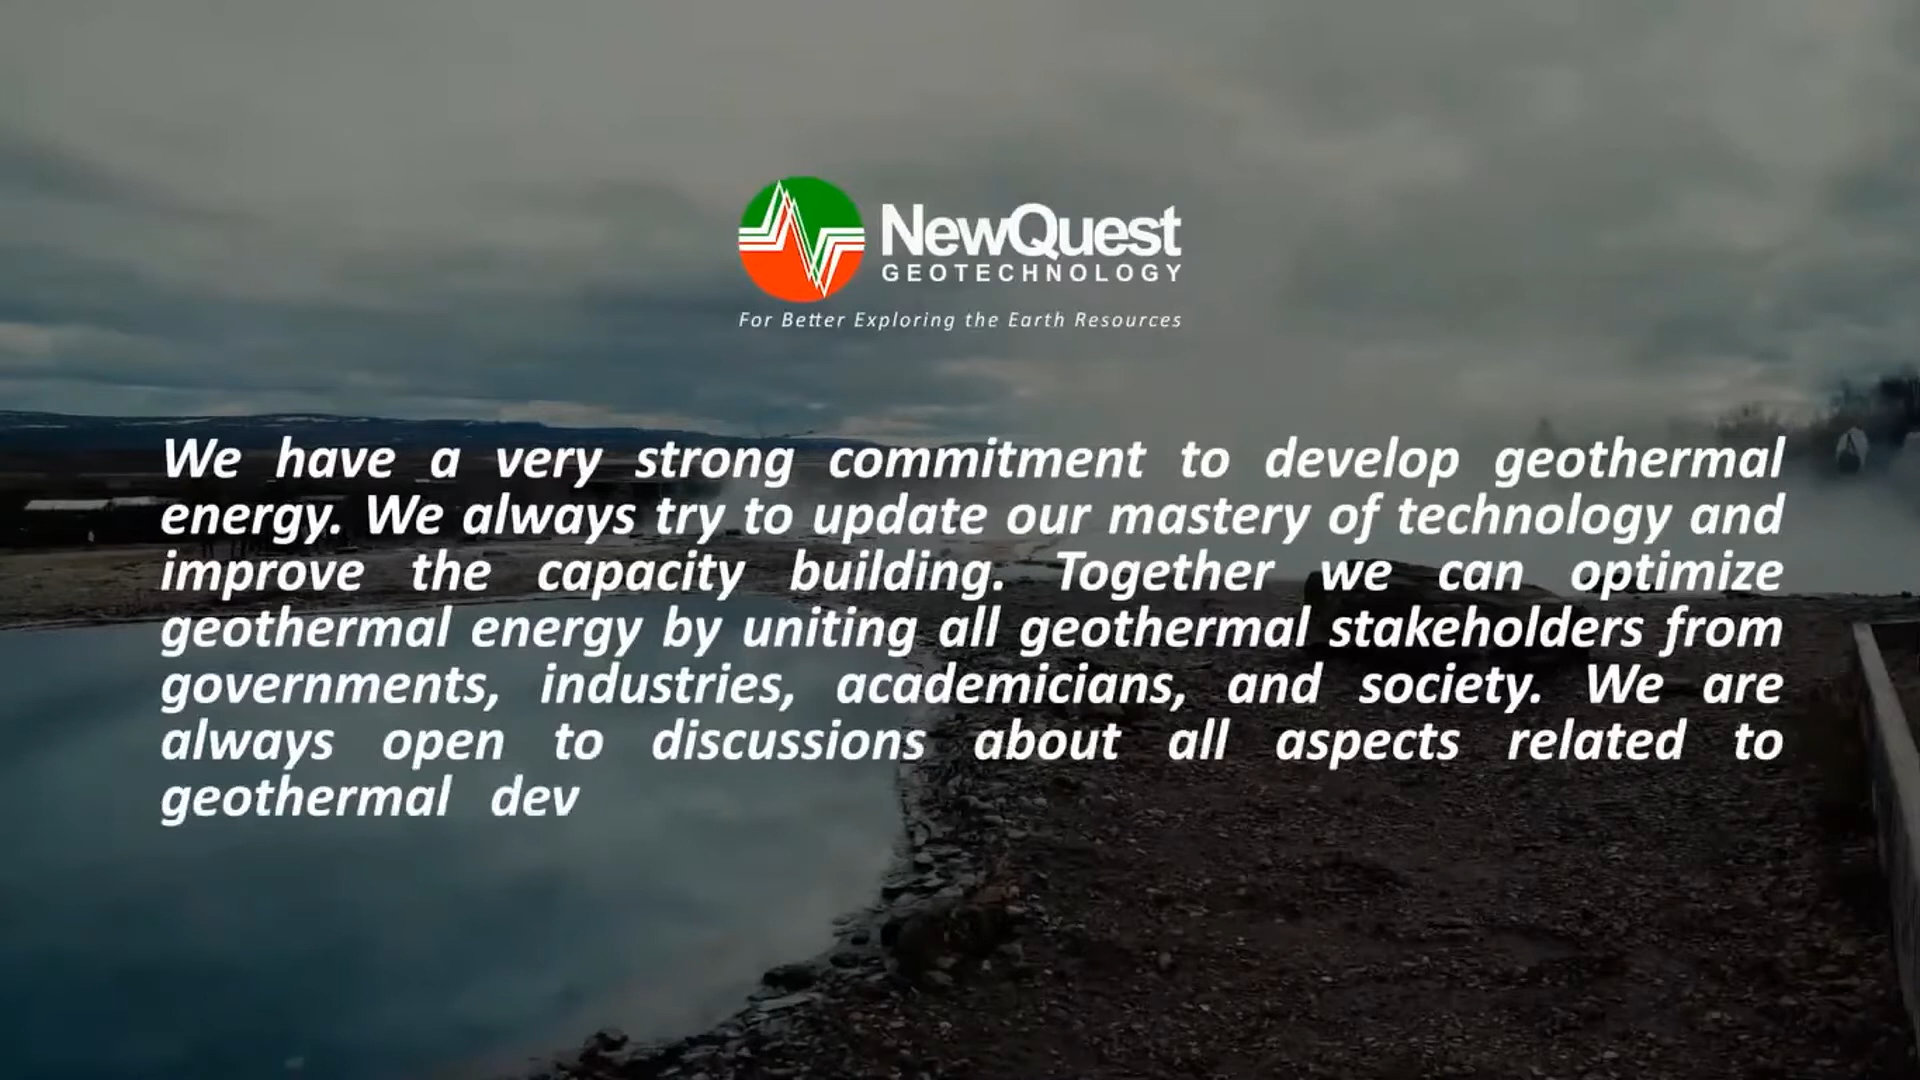 NewQuest
GEOTECHNOLOGY
For Better Exploring the Earth Resources
We have a very strong commitment to develop geothermal
energy. We always try to update our mastery of technology and
improve the capacity building. Together we can optimize
geothermal energy by uniting all geothermal stakeholders from
governments, industries, academicians, and society. We are
always open to discussions about all aspects related to
geothermal dev